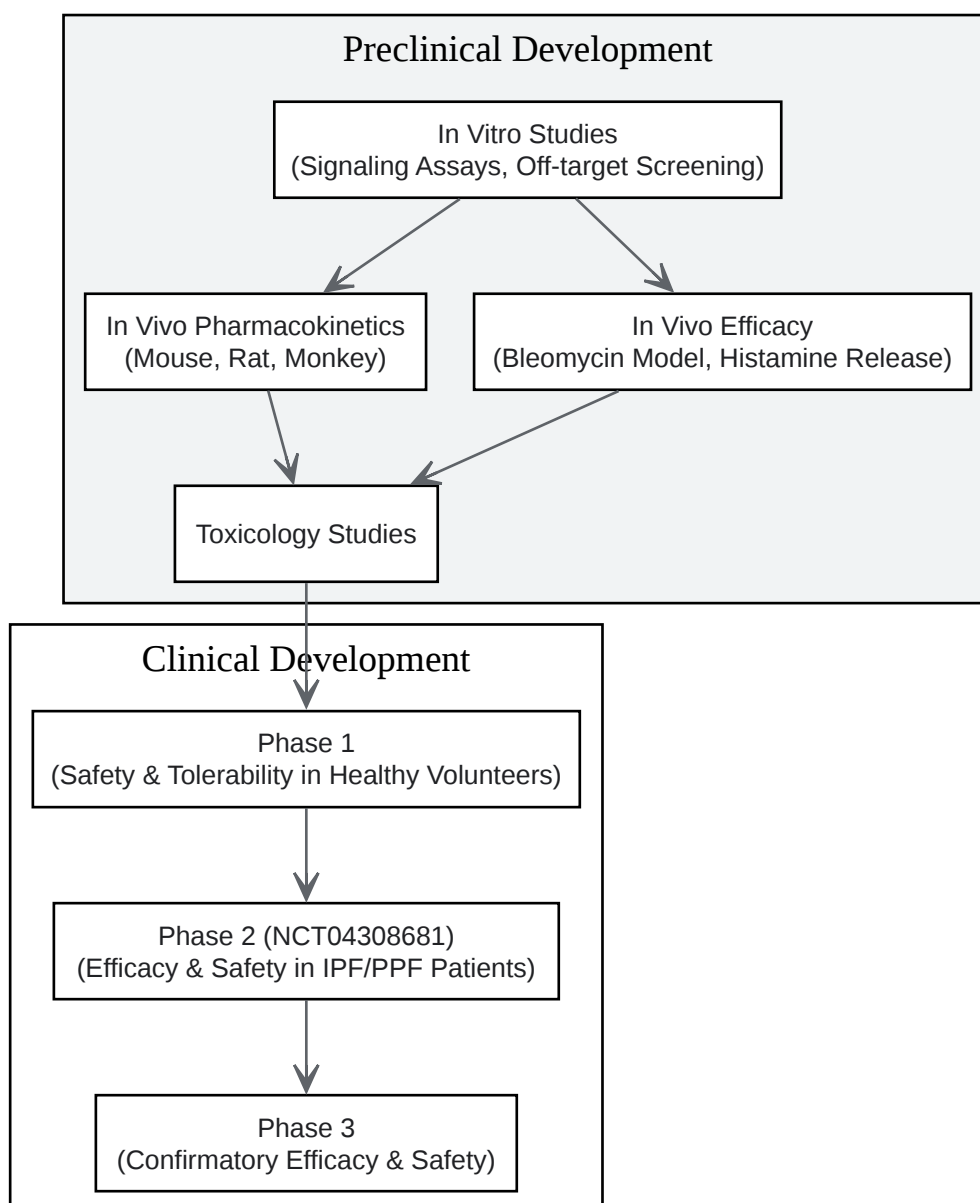 Preclinical Development
In Vitro Studies
(Signaling Assays, Off-target Screening)
In Vivo Pharmacokinetics
(Mouse, Rat, Monkey)
In Vivo Efficacy
(Bleomycin Model, Histamine Release)
Toxicology Studies
Clinical Development
Phase 1
(Safety & Tolerability in Healthy Volunteers)
Phase 2 (NCT04308681)
(Efficacy & Safety in IPF/PPF Patients)
Phase 3
(Confirmatory Efficacy & Safety)